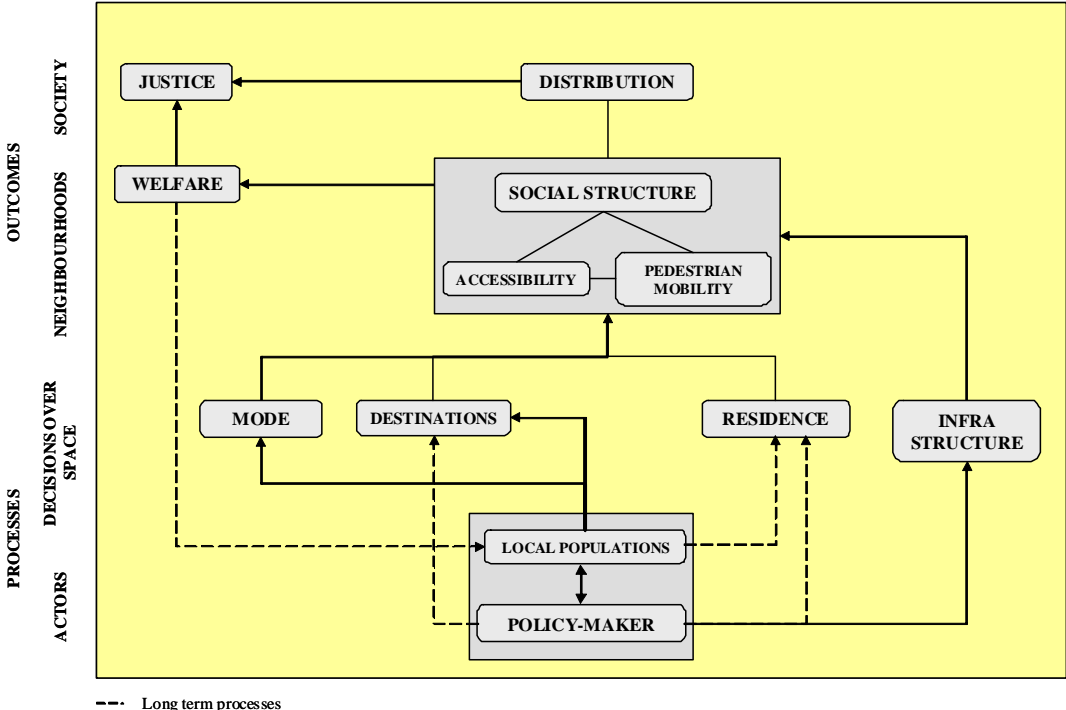 OUTCOMES
PROCESSES
SOCIETY
NEIGHBOURHOODS
DECISIONS OVER
SPACE
ACTORS
JUSTICE
DISTRIBUTION
WELFARE
SOCIAL STRUCTURE
ACCESSIBILITY
PEDESTRIAN
MOBILITY
MODE
DESTINATIONS
RESIDENCE
INFRA
STRUCTURE
LOCAL POPULATIONS
POLICY-MAKER
Long term processes